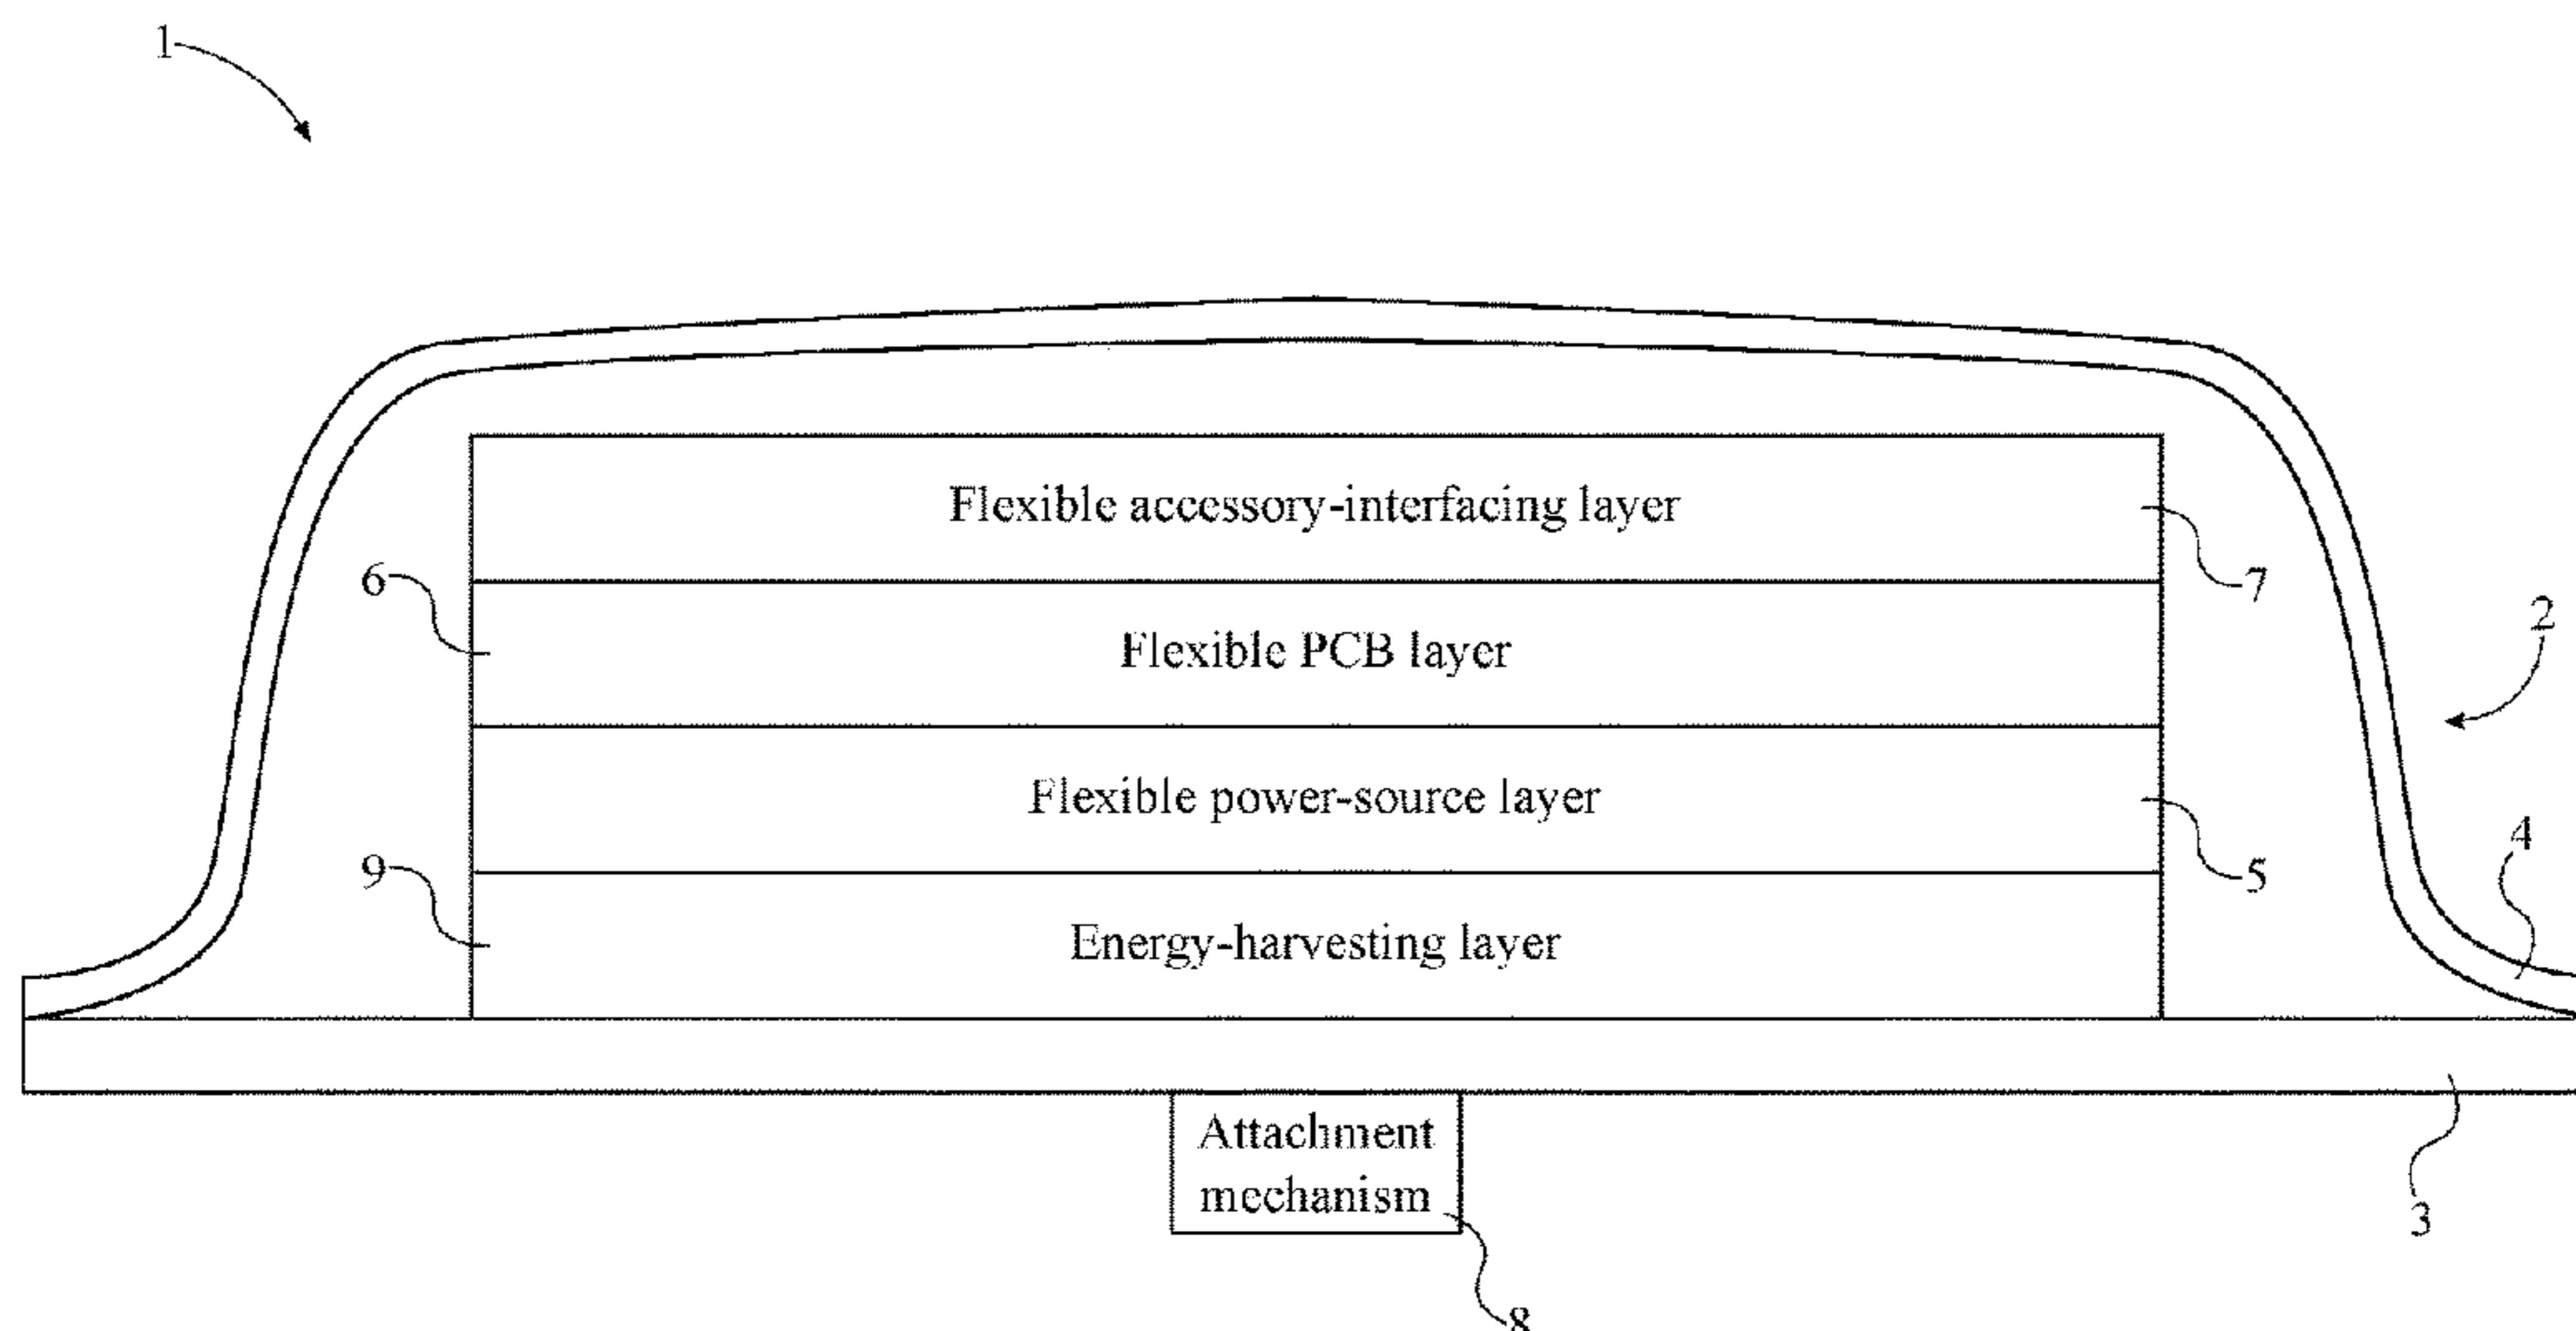 1
Flexible accessory-interfacing layer
6
7
2
Flexible PCB layer
Flexible power-source layer
4
9
5
Energy-harvesting layer
Attachment
mechanism
3
8